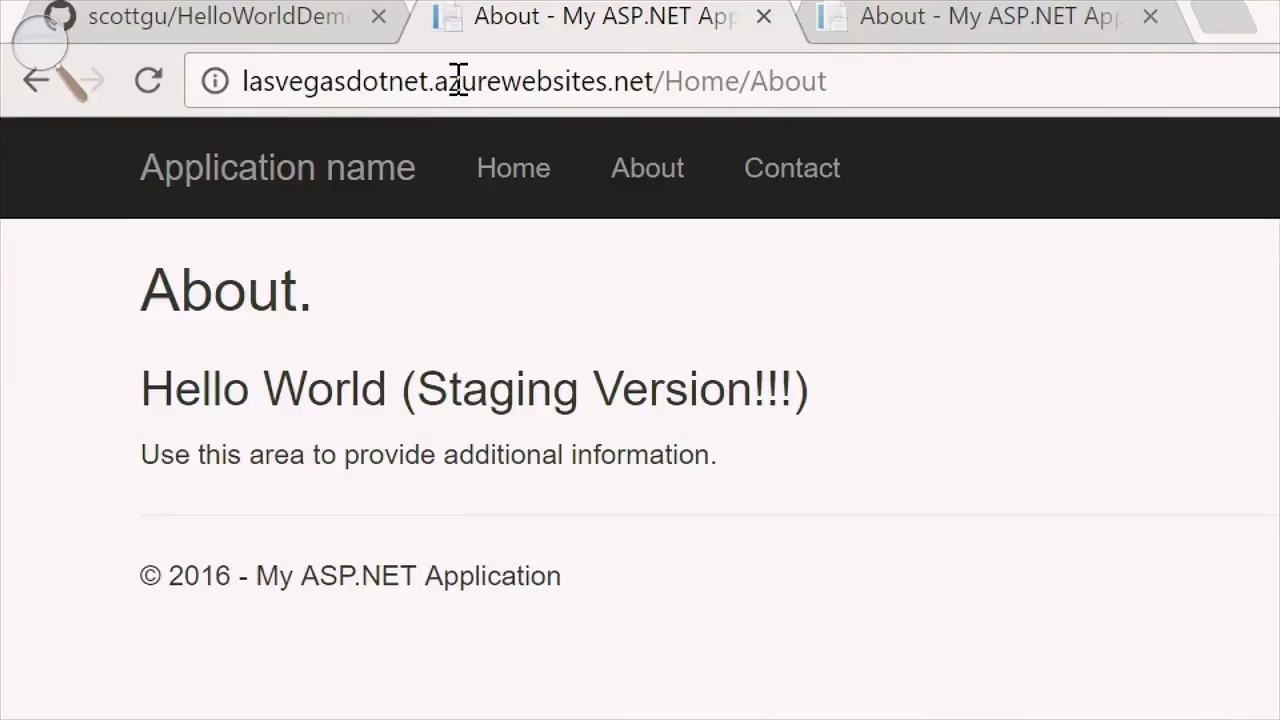 scottgu/HelloWorldDem
About - My ASP.NET App
About - My ASP.NET App
lasvegasdotnet.azurewebsites.net/Home/About
Application name
Home
About
Contact
About.
Hello World (Staging Version!!!)
Use this area to provide additional information.
© 2016 - My ASP.NET Application